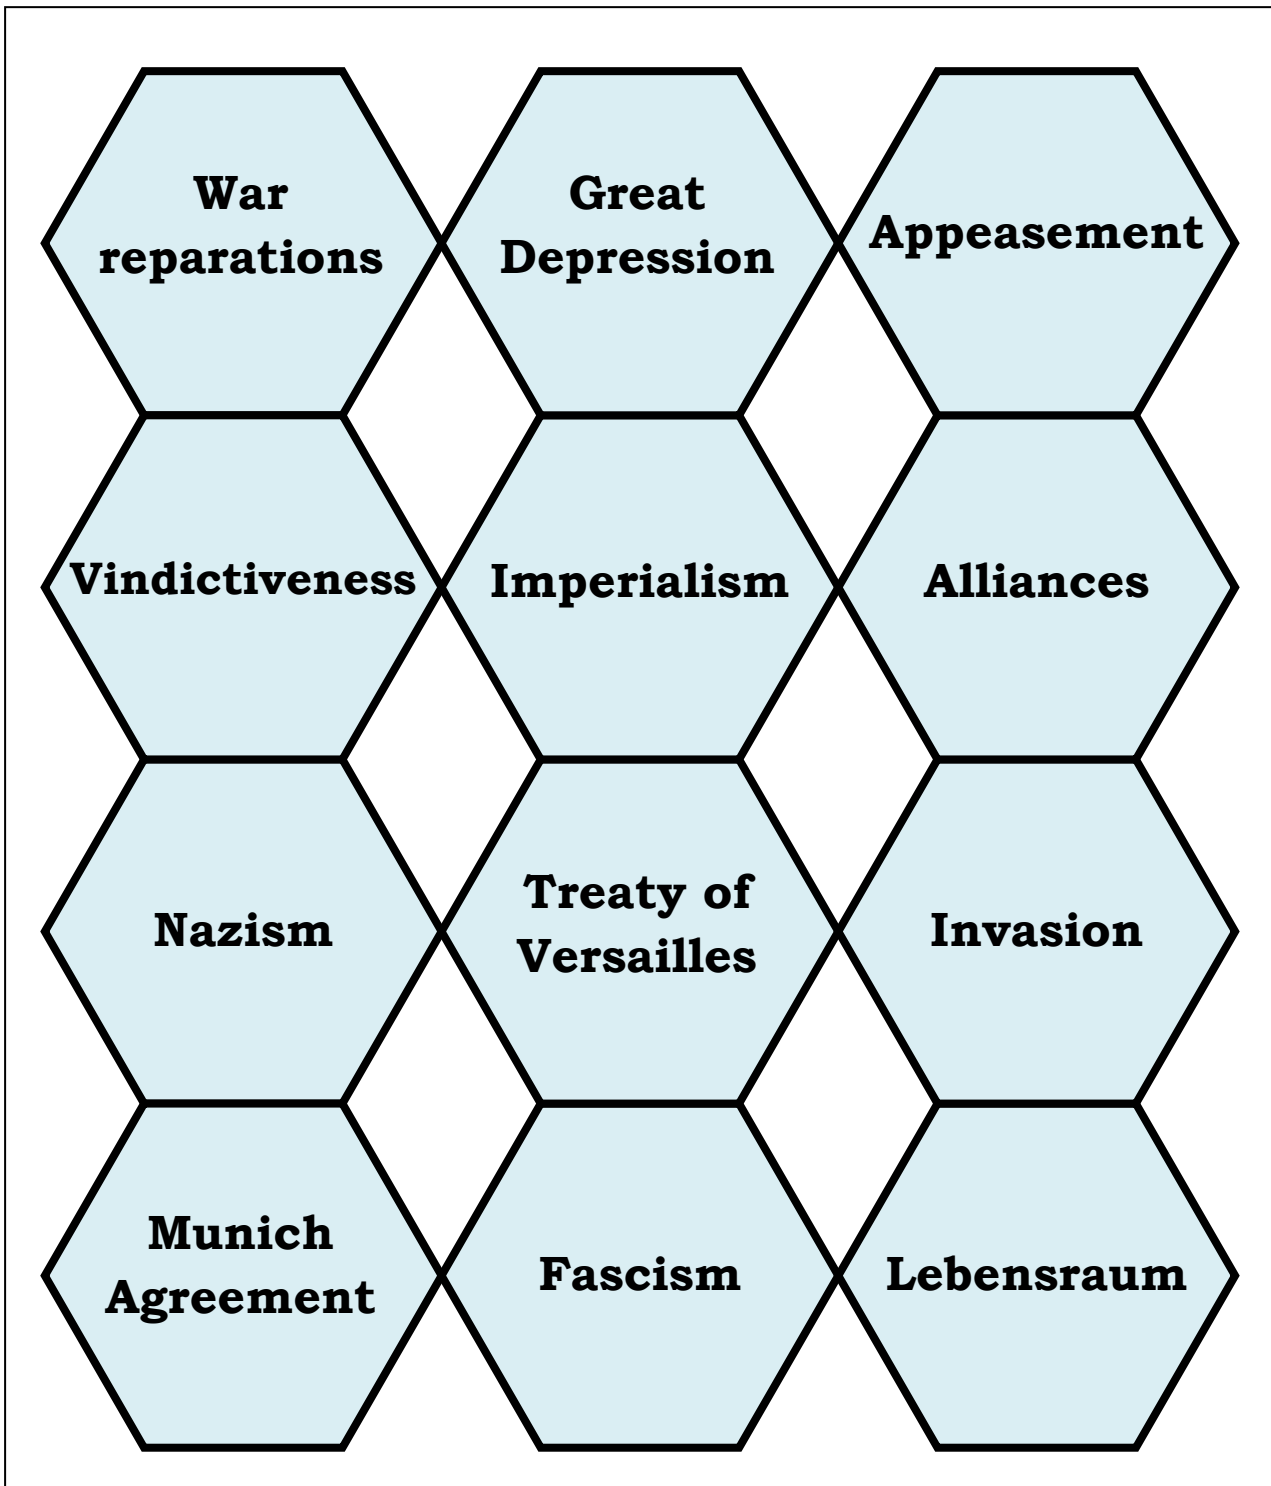 War
reparations
Great
Depression
Appeasement
Vindictiveness
Imperialism
Alliances
Nazism
Treaty of
Versailles
Invasion
Munich
Agreement
Fascism
Lebensraum